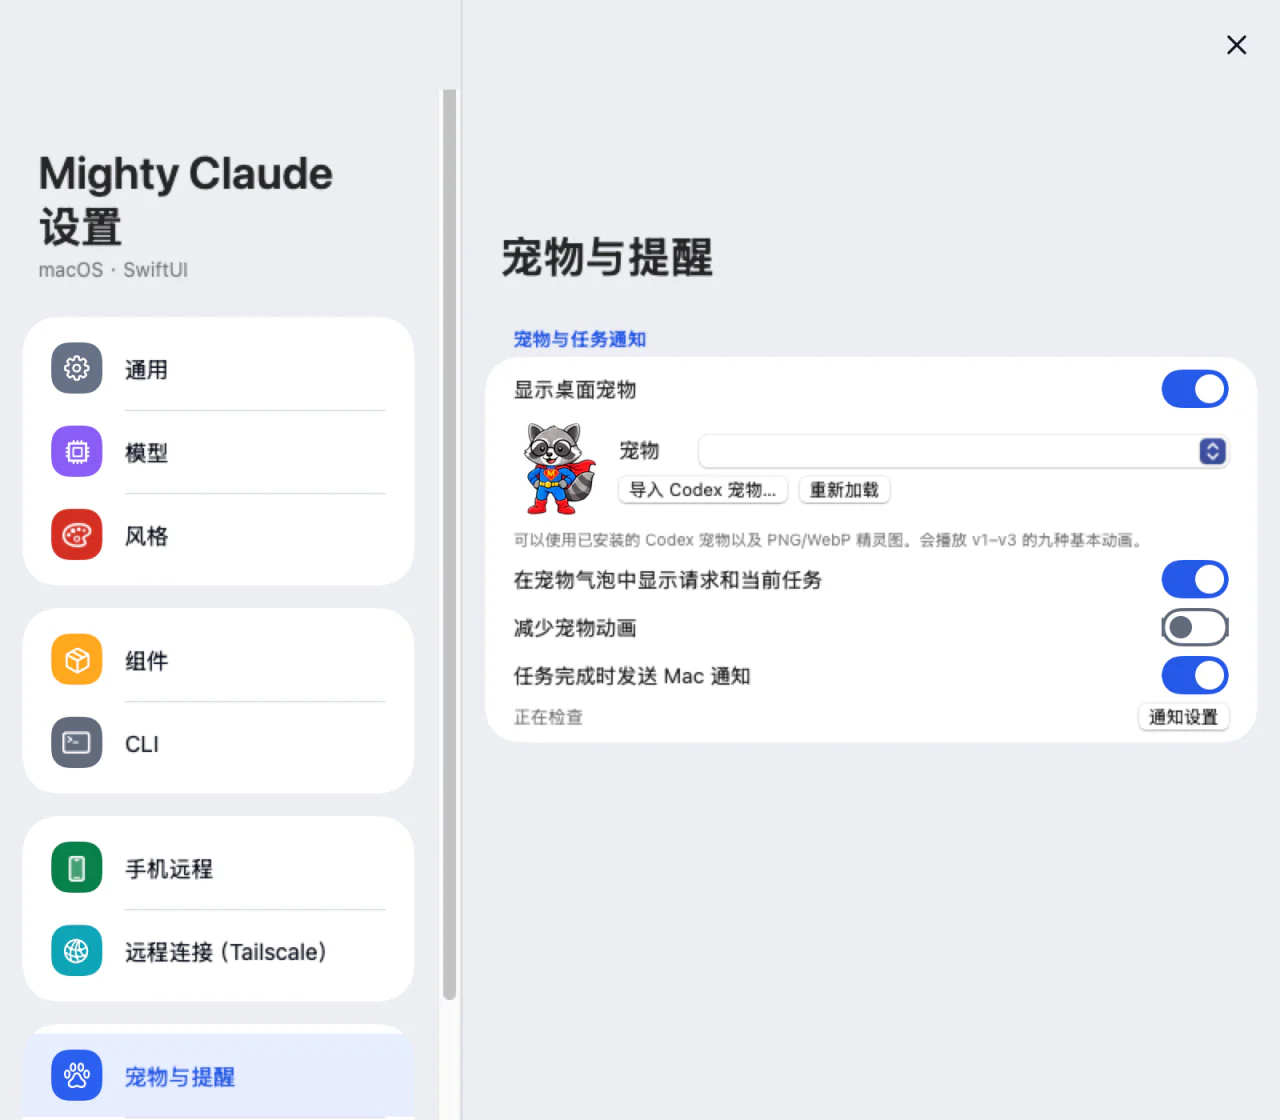 Mighty Claude
设置
macOS · SwiftUI
通用
模型
风格
组件
CLI
手机远程
远程连接 (Tailscale)
宠物与提醒
宠物与提醒
宠物与任务通知
显示桌面宠物
宠物
导入 Codex 宠物...
重新加载
可以使用已安装的 Codex 宠物以及 PNG/WebP 精灵图。会播放 v1–v3 的九种基本动画。
在宠物气泡中显示请求和当前任务
减少宠物动画
任务完成时发送 Mac 通知
正在检查
通知设置